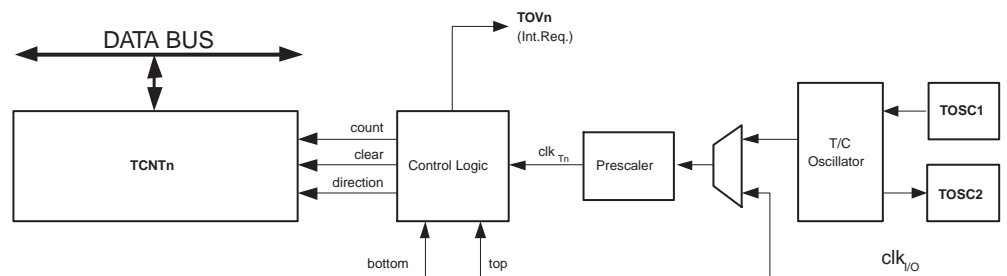 TOVn
(Int.Req.)
DATA BUS
TCNTn
count
clear
direction
Control Logic
clk Tn
Prescaler
T/C
Oscillator
TOSC1
TOSC2
bottom
top
clk I/O